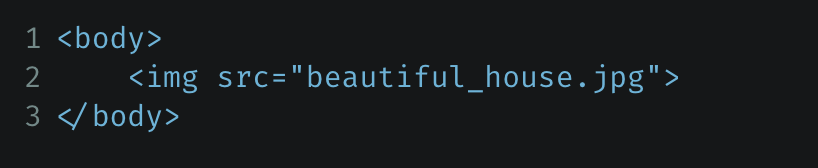 1 <body>
2     <img src="beautiful_house.jpg">
3 </body>